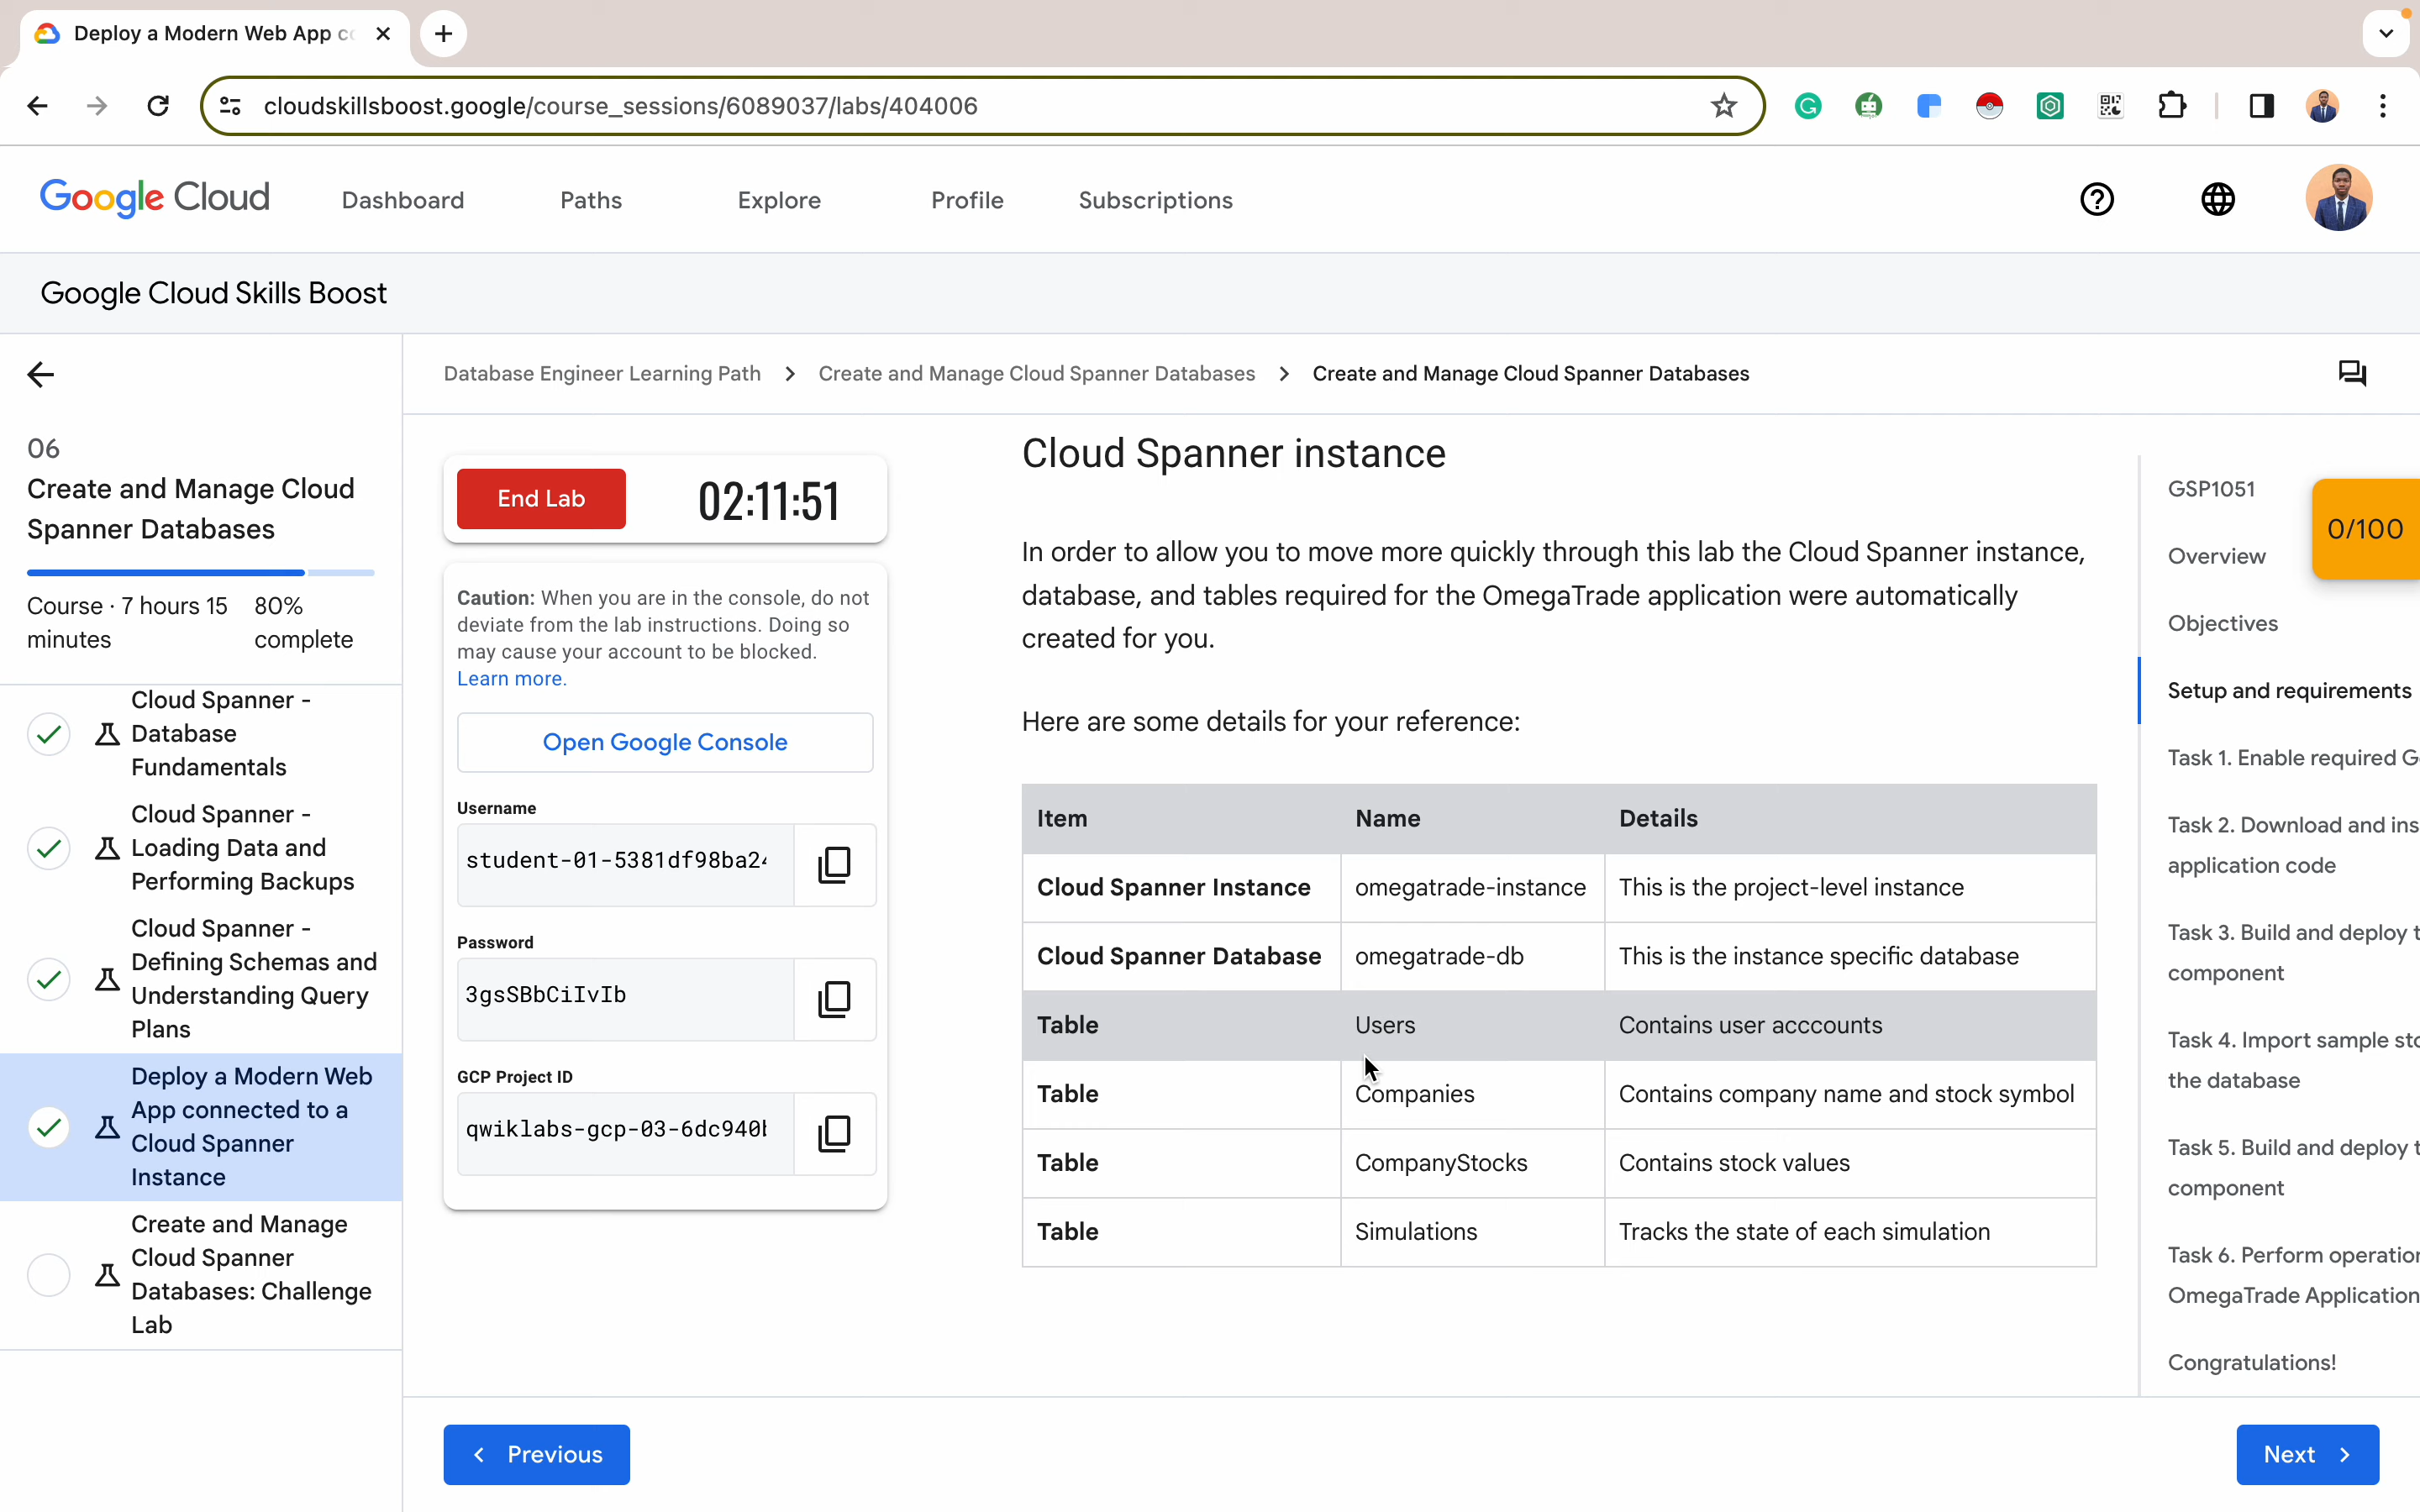 Deploy a Modern Web App
cloudskillsboost.google/course_sessions/6089037/labs/404006
Google Cloud
Dashboard
Paths
Explore
Profile
Subscriptions
Google Cloud Skills Boost
06
Create and Manage Cloud
Spanner Databases
Course · 7 hours 15
minutes
80%
complete
Cloud Spanner -
Database
Fundamentals
Cloud Spanner -
Loading Data and
Performing Backups
Cloud Spanner -
Defining Schemas and
Understanding Query
Plans
Deploy a Modern Web
App connected to a
Cloud Spanner
Instance
Create and Manage
Cloud Spanner
Databases: Challenge
Lab
Database Engineer Learning Path > Create and Manage Cloud Spanner Databases > Create and Manage Cloud Spanner Databases
End Lab
02:11:51
Caution: When you are in the console, do not
deviate from the lab instructions. Doing so
may cause your account to be blocked.
Learn more.
Open Google Console
Username
student-01-5381df98ba24
Password
3gsSBbCiIvIb
GCP Project ID
qwiklabs-gcp-03-6dc940
Cloud Spanner instance
In order to allow you to move more quickly through this lab the Cloud Spanner instance,
database, and tables required for the OmegaTrade application were automatically
created for you.
Here are some details for your reference:
Item Name Details
Cloud Spanner Instance omegatrade-instance This is the project-level instance
Cloud Spanner Database omegatrade-db This is the instance specific database
Table Users Contains user acccounts
Table Companies Contains company name and stock symbol
Table CompanyStocks Contains stock values
Table Simulations Tracks the state of each simulation
GSP1051
0/100
Overview
Objectives
Setup and requirements
Task 1. Enable required G
Task 2. Download and ins
application code
Task 3. Build and deploy t
component
Task 4. Import sample sto
the database
Task 5. Build and deploy t
component
Task 6. Perform operation
OmegaTrade Application
Congratulations!
Previous
Next